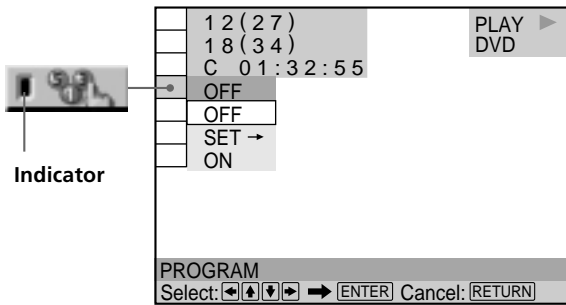 12(27)
18(34)
C 01:32:55
PLAY
DVD
OFF
OFF
SET →
ON
Indicator
PROGRAM
Select: ←↑↓→ ➡ ENTER Cancel: RETURN